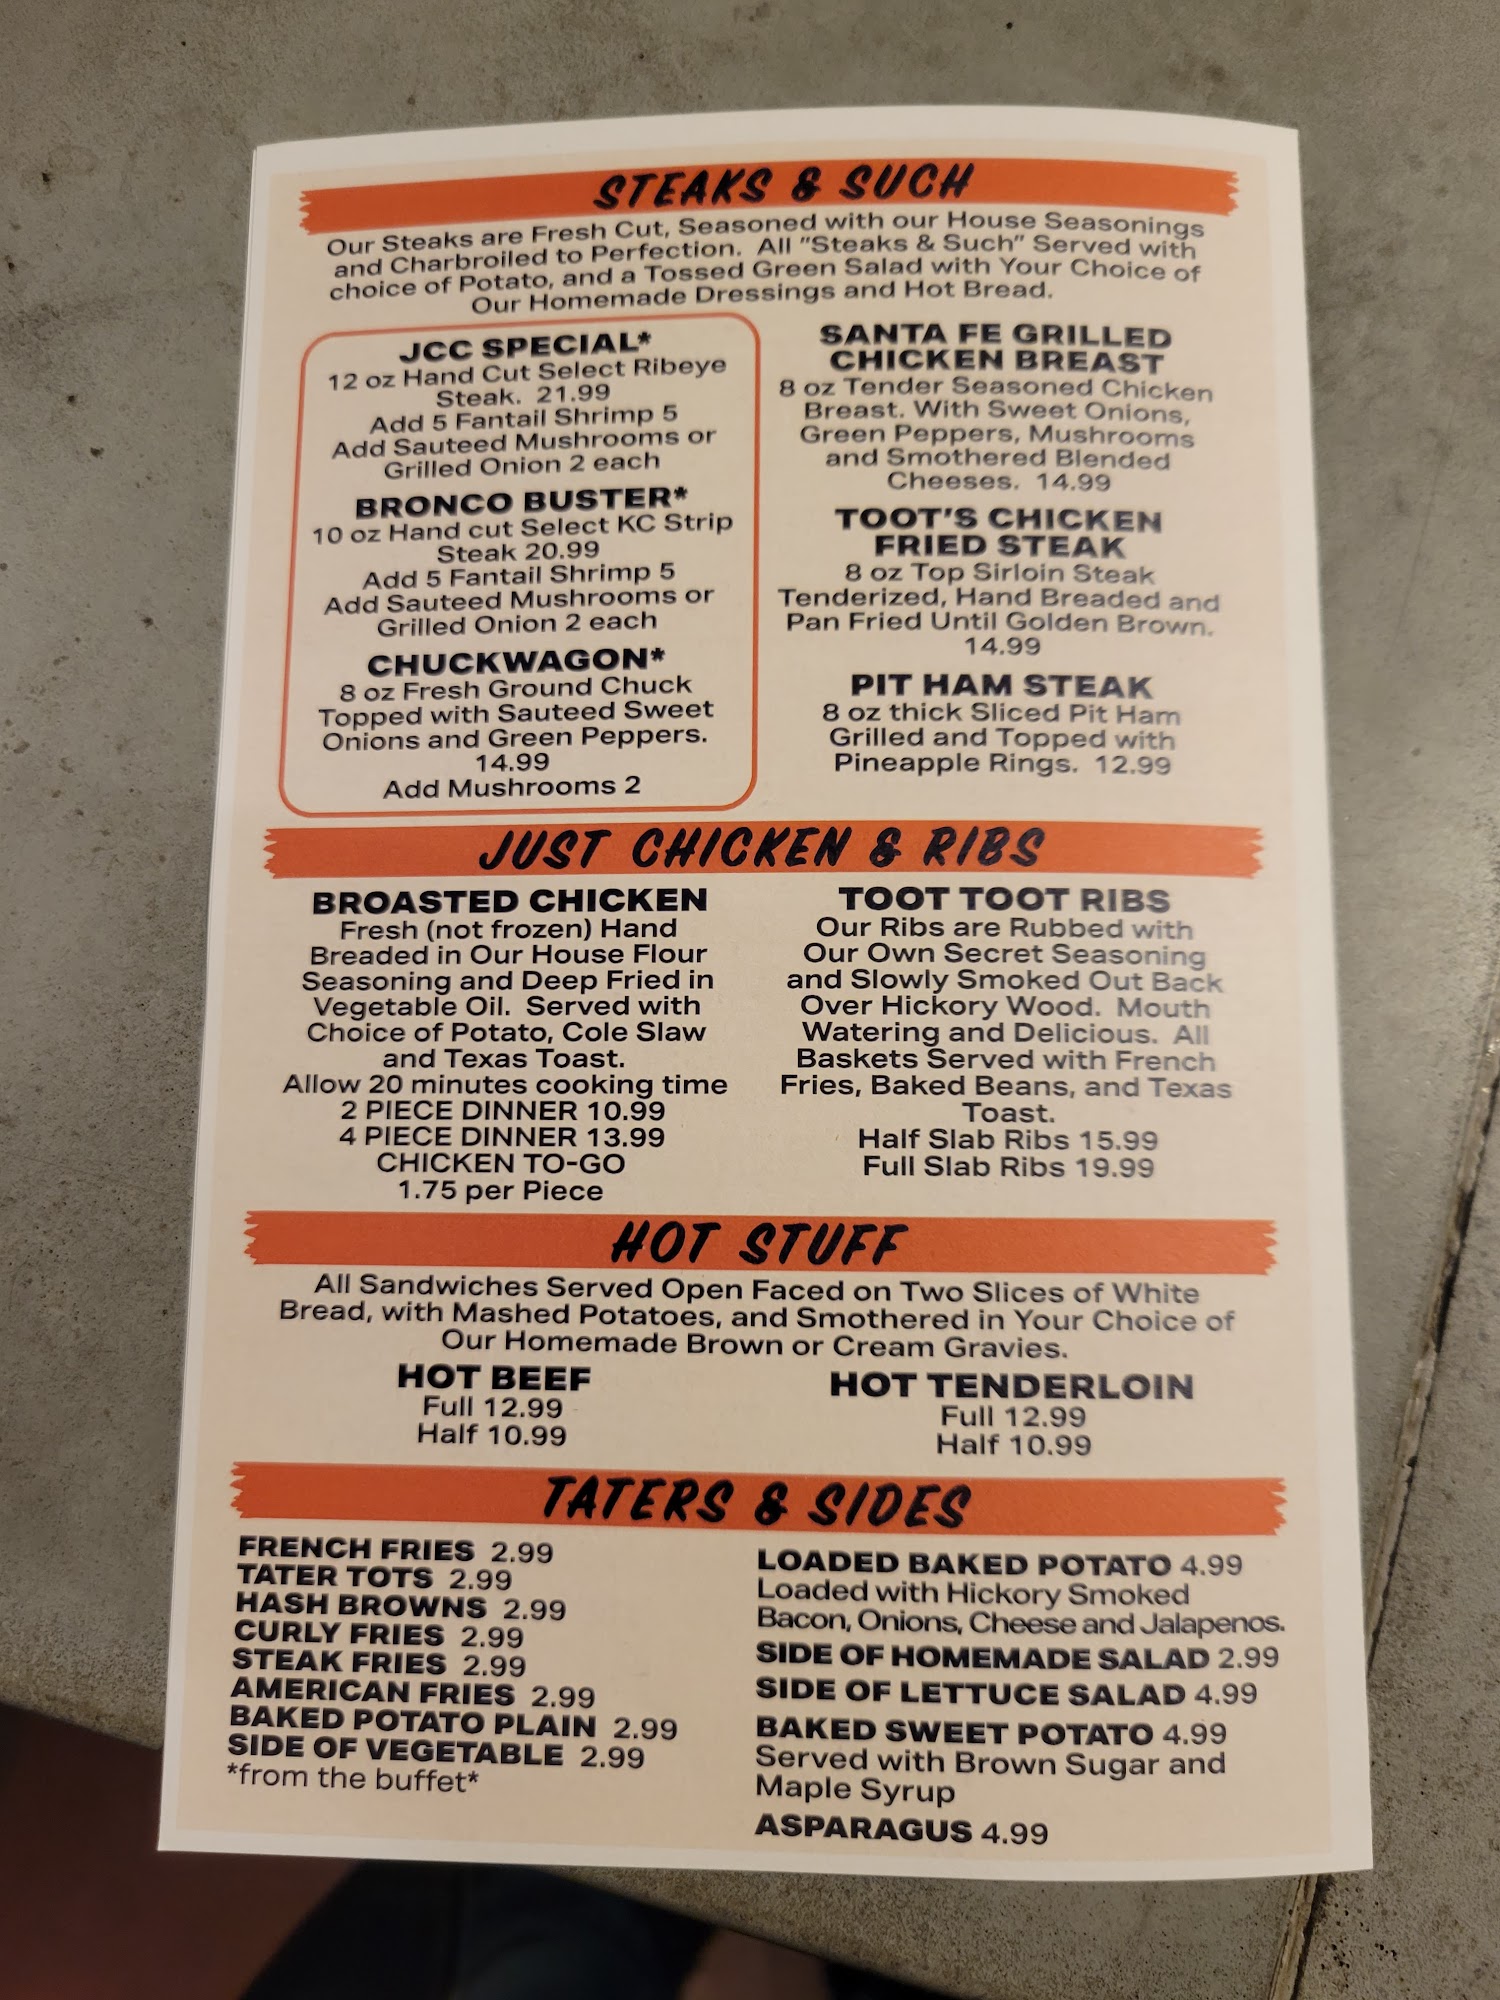 STEAKS & SUCH
Our Steaks are Fresh Cut, Seasoned with our House Seasonings
and Charbroiled to Perfection. All "Steaks & Such" Served with
choice of Potato, and a Tossed Green Salad with Your Choice of
Our Homemade Dressings and Hot Bread.
JCC SPECIAL*
12 oz Hand Cut Select Ribeye
Steak. 21.99
Add 5 Fantail Shrimp 5
Add Sauteed Mushrooms or
Grilled Onion 2 each
BRONCO BUSTER*
10 oz Hand cut Select KC Strip
Steak 20.99
Add 5 Fantail Shrimp 5
Add Sauteed Mushrooms or
Grilled Onion 2 each
CHUCKWAGON*
8 oz Fresh Ground Chuck
Topped with Sauteed Sweet
Onions and Green Peppers.
14.99
Add Mushrooms 2
SANTA FE GRILLED
CHICKEN BREAST
8 oz Tender Seasoned Chicken
Breast. With Sweet Onions,
Green Peppers, Mushrooms
and Smothered Blended
Cheeses. 14.99
TOOT'S CHICKEN
FRIED STEAK
8 oz Top Sirloin Steak
Tenderized, Hand Breaded and
Pan Fried Until Golden Brown.
14.99
PIT HAM STEAK
8 oz thick Sliced Pit Ham
Grilled and Topped with
Pineapple Rings. 12.99
JUST CHICKEN & RIBS
BROASTED CHICKEN
Fresh (not frozen) Hand
Breaded in Our House Flour
Seasoning and Deep Fried in
Vegetable Oil. Served with
Choice of Potato, Cole Slaw
and Texas Toast.
Allow 20 minutes cooking time
2 PIECE DINNER 10.99
4 PIECE DINNER 13.99
CHICKEN TO-GO
1.75 per Piece
TOOT TOOT RIBS
Our Ribs are Rubbed with
Our Own Secret Seasoning
and Slowly Smoked Out Back
Over Hickory Wood. Mouth
Watering and Delicious. All
Baskets Served with French
Fries, Baked Beans, and Texas
Toast.
Half Slab Ribs 15.99
Full Slab Ribs 19.99
HOT STUFF
All Sandwiches Served Open Faced on Two Slices of White
Bread, with Mashed Potatoes, and Smothered in Your Choice of
Our Homemade Brown or Cream Gravies.
HOT BEEF
Full 12.99
Half 10.99
HOT TENDERLOIN
Full 12.99
Half 10.99
TATERS & SIDES
FRENCH FRIES 2.99
TATER TOTS 2.99
HASH BROWNS 2.99
CURLY FRIES 2.99
STEAK FRIES 2.99
AMERICAN FRIES 2.99
BAKED POTATO PLAIN 2.99
SIDE OF VEGETABLE 2.99
*from the buffet*
LOADED BAKED POTATO 4.99
Loaded with Hickory Smoked
Bacon, Onions, Cheese and Jalapenos.
SIDE OF HOMEMADE SALAD 2.99
SIDE OF LETTUCE SALAD 4.99
BAKED SWEET POTATO 4.99
Served with Brown Sugar and
Maple Syrup
ASPARAGUS 4.99